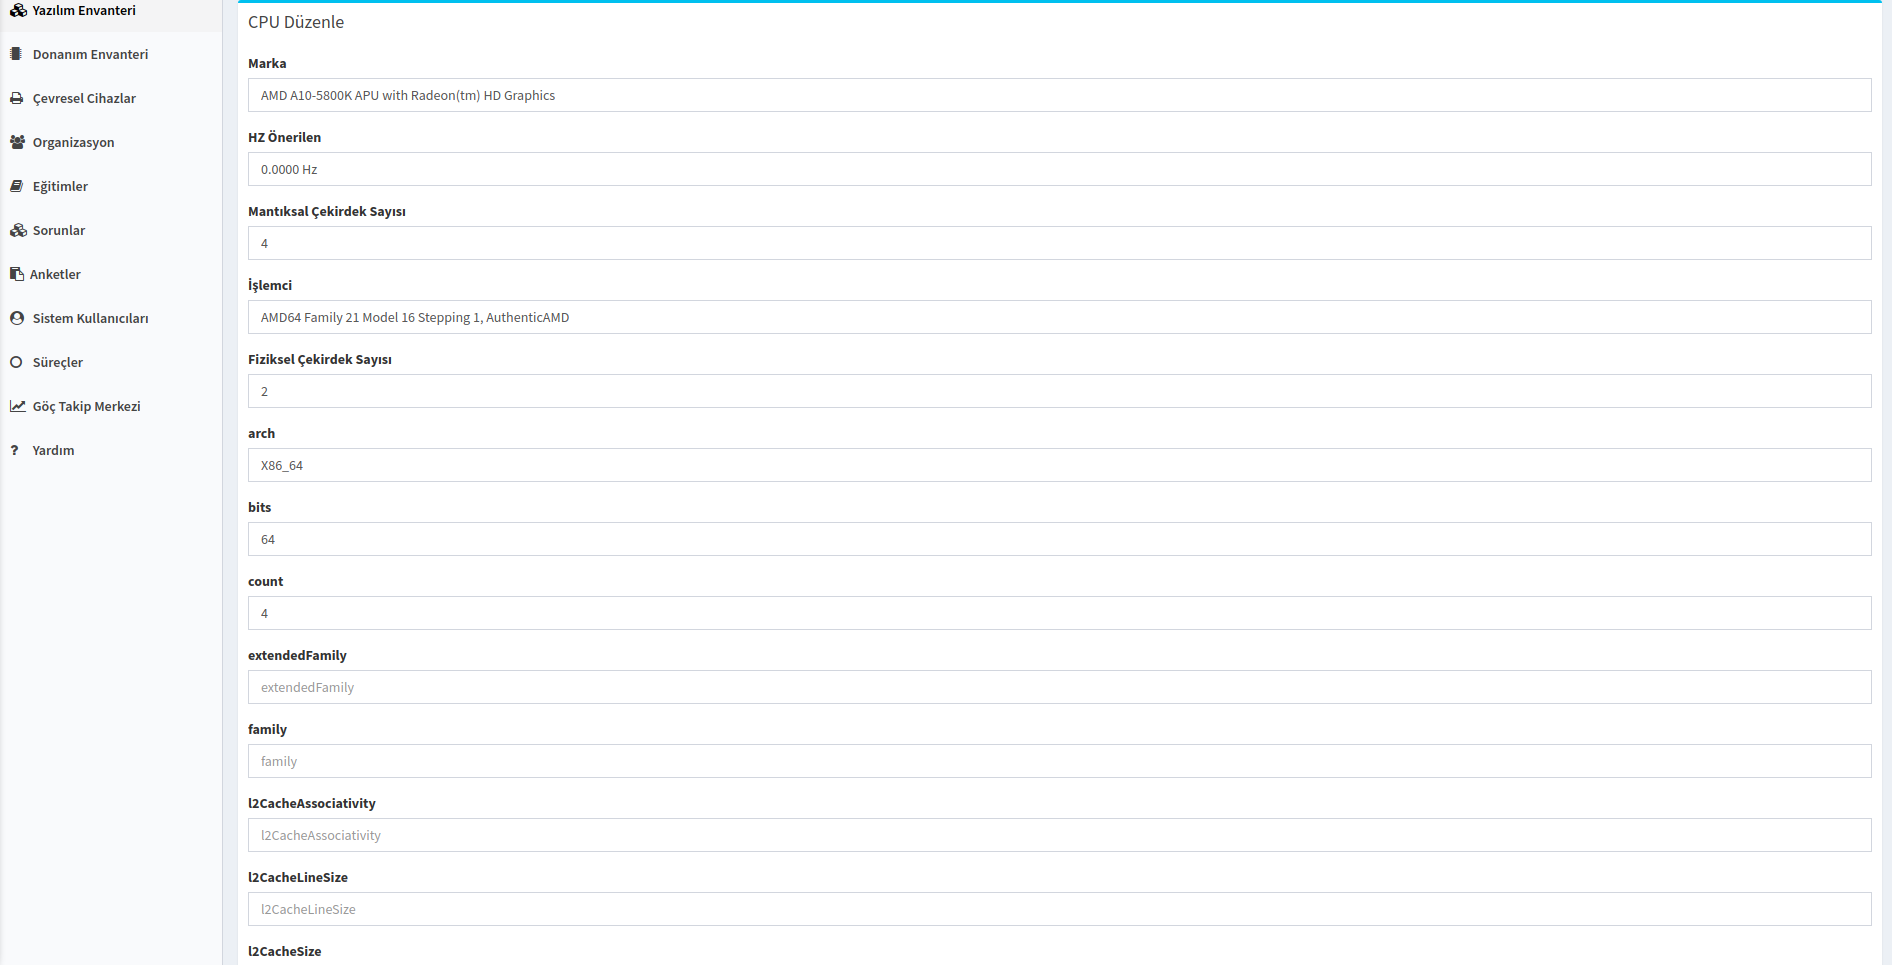 Yazılım Envanteri
Donanım Envanteri
Çevresel Cihazlar
Organizasyon
Eğitimler
Sorunlar
Anketler
Sistem Kullanıcıları
Süreçler
Göç Takip Merkezi
Yardım
CPU Düzenle
Marka
AMD A10-5800K APU with Radeon(tm) HD Graphics
HZ Önerilen
0.0000 Hz
Mantıksal Çekirdek Sayısı
4
İşlemci
AMD64 Family 21 Model 16 Stepping 1, AuthenticAMD
Fiziksel Çekirdek Sayısı
2
arch
X86_64
bits
64
count
4
extendedFamily
extendedFamily
family
family
l2CacheAssociativity
l2CacheAssociativity
l2CacheLineSize
l2CacheLineSize
l2CacheSize